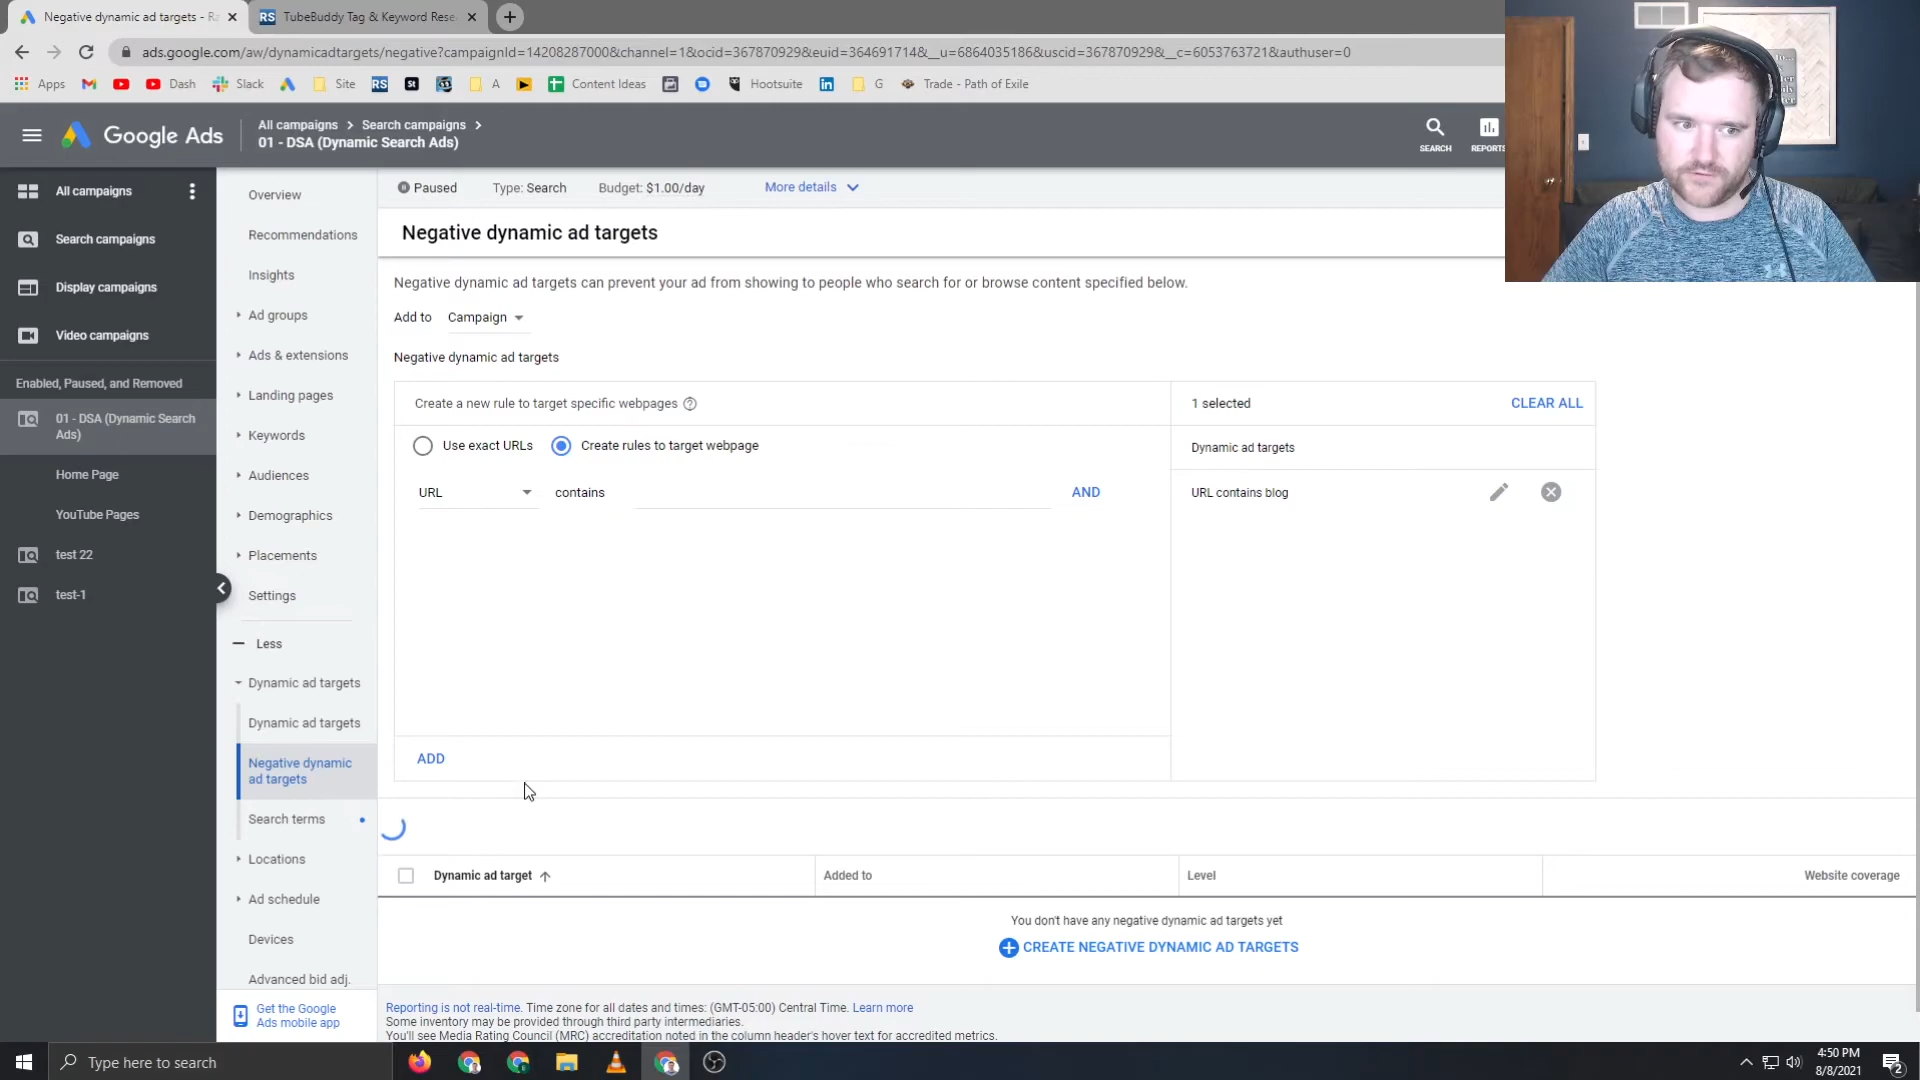 Negative dynamic ad targets - Ra
TubeBuddy Tag & Keyword Rese
ads.google.com/aw/dynamicadtargets/negative?campaignId=14208287000&channel=1&ocid=367870929&euid=364691714&__u=6864035186&uscid=367870929&__c=6053763721&authuser=0
Apps Dash Slack Site RS St A Content Ideas Hootsuite G Trade - Path of Exile
Google Ads
All campaigns > Search campaigns >
01 - DSA (Dynamic Search Ads)
SEARCH
REPORTS
All campaigns
Search campaigns
Display campaigns
Video campaigns
Enabled, Paused, and Removed
01 - DSA (Dynamic Search
Ads)
Home Page
YouTube Pages
test 22
test-1
Overview
Recommendations
Insights
Ad groups
Ads & extensions
Landing pages
Keywords
Audiences
Demographics
Placements
Settings
Less
Dynamic ad targets
Dynamic ad targets
Negative dynamic
ad targets
Search terms
Locations
Ad schedule
Devices
Advanced bid adj.
Get the Google
Ads mobile app
Paused Type: Search Budget: $1.00/day More details
Negative dynamic ad targets
Negative dynamic ad targets can prevent your ad from showing to people who search for or browse content specified below.
Add to Campaign
Negative dynamic ad targets
Create a new rule to target specific webpages
Use exact URLs Create rules to target webpage
URL contains AND
ADD
1 selected CLEAR ALL
Dynamic ad targets
URL contains blog
Dynamic ad target Added to Level Website coverage
You don't have any negative dynamic ad targets yet
CREATE NEGATIVE DYNAMIC AD TARGETS
Reporting is not real-time. Time zone for all dates and times: (GMT-05:00) Central Time. Learn more
Some inventory may be provided through third party intermediaries.
You'll see Media Rating Council (MRC) accreditation noted in the column header's hover text for accredited metrics.
Type here to search
4:50 PM
8/8/2021
2